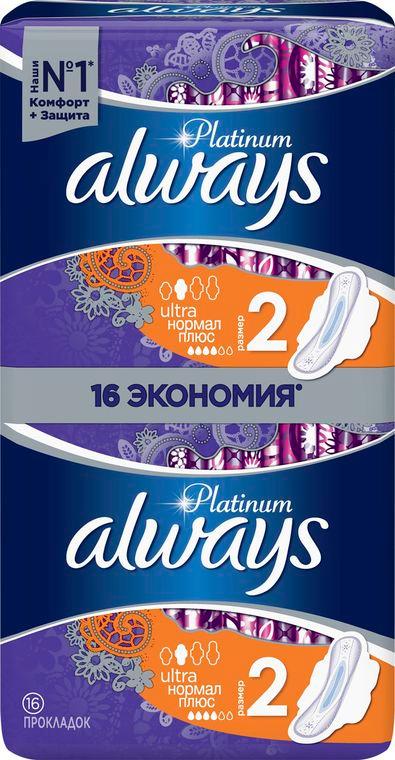 Наши
№1*
Комфорт
+ Защита
Platinum
always
ultra
нормал
плюс
размер
2
16 ЭКОНОМИЯ*
Platinum
always
ultra
нормал
плюс
размер
2
16
ПРОКЛАДОК